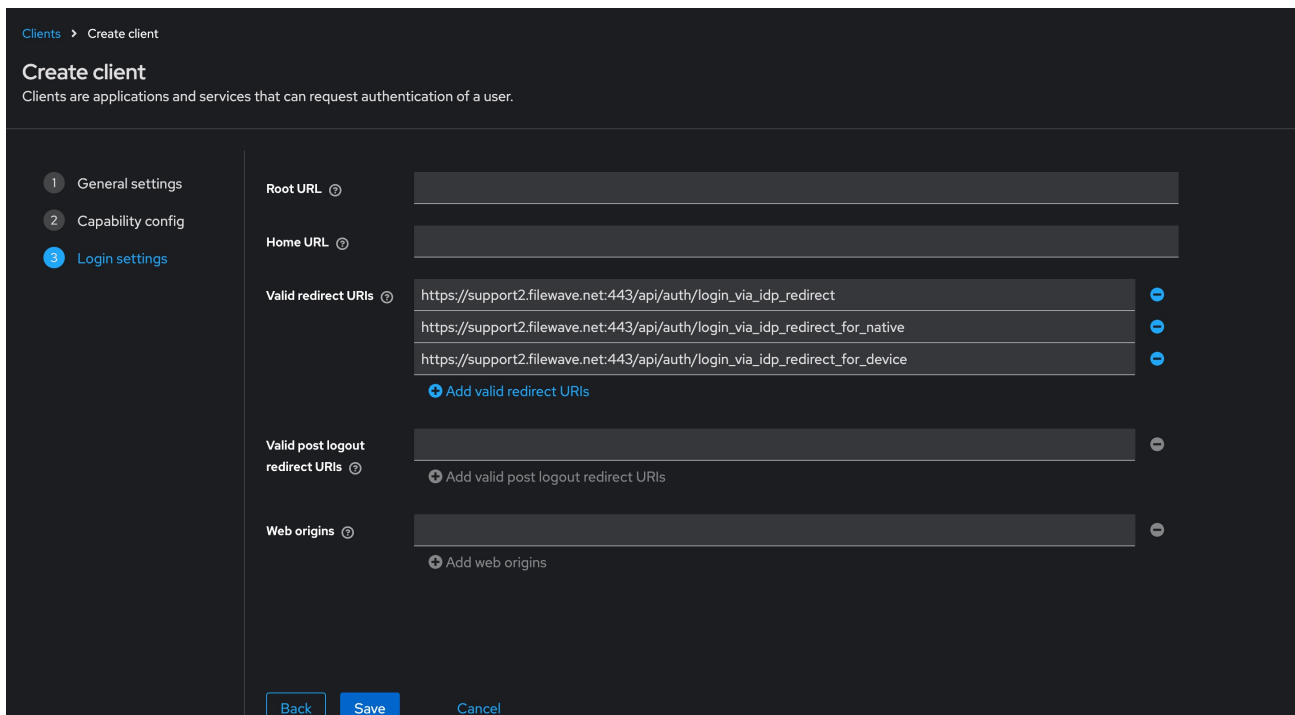 Clients > Create client
Create client
Clients are applications and services that can request authentication of a user.
1 General settings
2 Capability config
3 Login settings
Root URL
Home URL
Valid redirect URIs
https://support2.filewave.net:443/api/auth/login_via_idp_redirect
https://support2.filewave.net:443/api/auth/login_via_idp_redirect_for_native
https://support2.filewave.net:443/api/auth/login_via_idp_redirect_for_device
Add valid redirect URIs
Valid post logout
redirect URIs
Add valid post logout redirect URIs
Web origins
Add web origins
Back Save Cancel